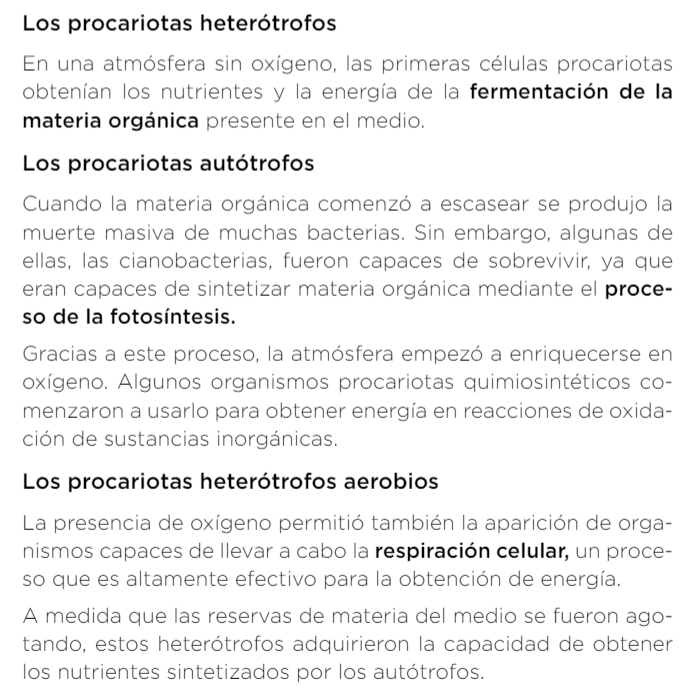 Los procariotas heterótrofos
En una atmósfera sin oxígeno, las primeras células procariotas
obtenían los nutrientes y la energía de la fermentación de la
materia orgánica presente en el medio.
Los procariotas autótrofos
Cuando la materia orgánica comenzó a escasear se produjo la
muerte masiva de muchas bacterias. Sin embargo, algunas de
ellas, las cianobacterias, fueron capaces de sobrevivir, ya que
eran capaces de sintetizar materia orgánica mediante el proce-
so de la fotosíntesis.
Gracias a este proceso, la atmósfera empezó a enriquecerse en
oxígeno. Algunos organismos procariotas quimiosintéticos co-
menzaron a usarlo para obtener energía en reacciones de oxida-
ción de sustancias inorgánicas.
Los procariotas heterótrofos aerobios
La presencia de oxígeno permitió también la aparición de orga-
nismos capaces de llevar a cabo la respiración celular, un proce-
so que es altamente efectivo para la obtención de energía.
A medida que las reservas de materia del medio se fueron ago-
tando, estos heterótrofos adquirieron la capacidad de obtener
los nutrientes sintetizados por los autótrofos.